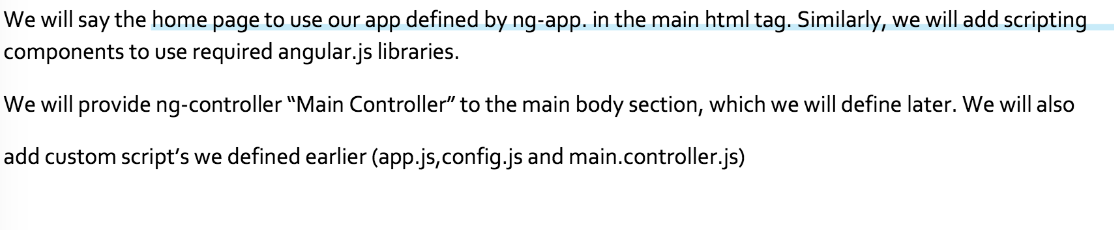 We will say the home page to use our app defined by ng-app. in the main html tag. Similarly, we will add scripting
components to use required angular.js libraries.
We will provide ng-controller “Main Controller” to the main body section, which we will define later. We will also
add custom script’s we defined earlier (app.js,config.js and main.controller.js)